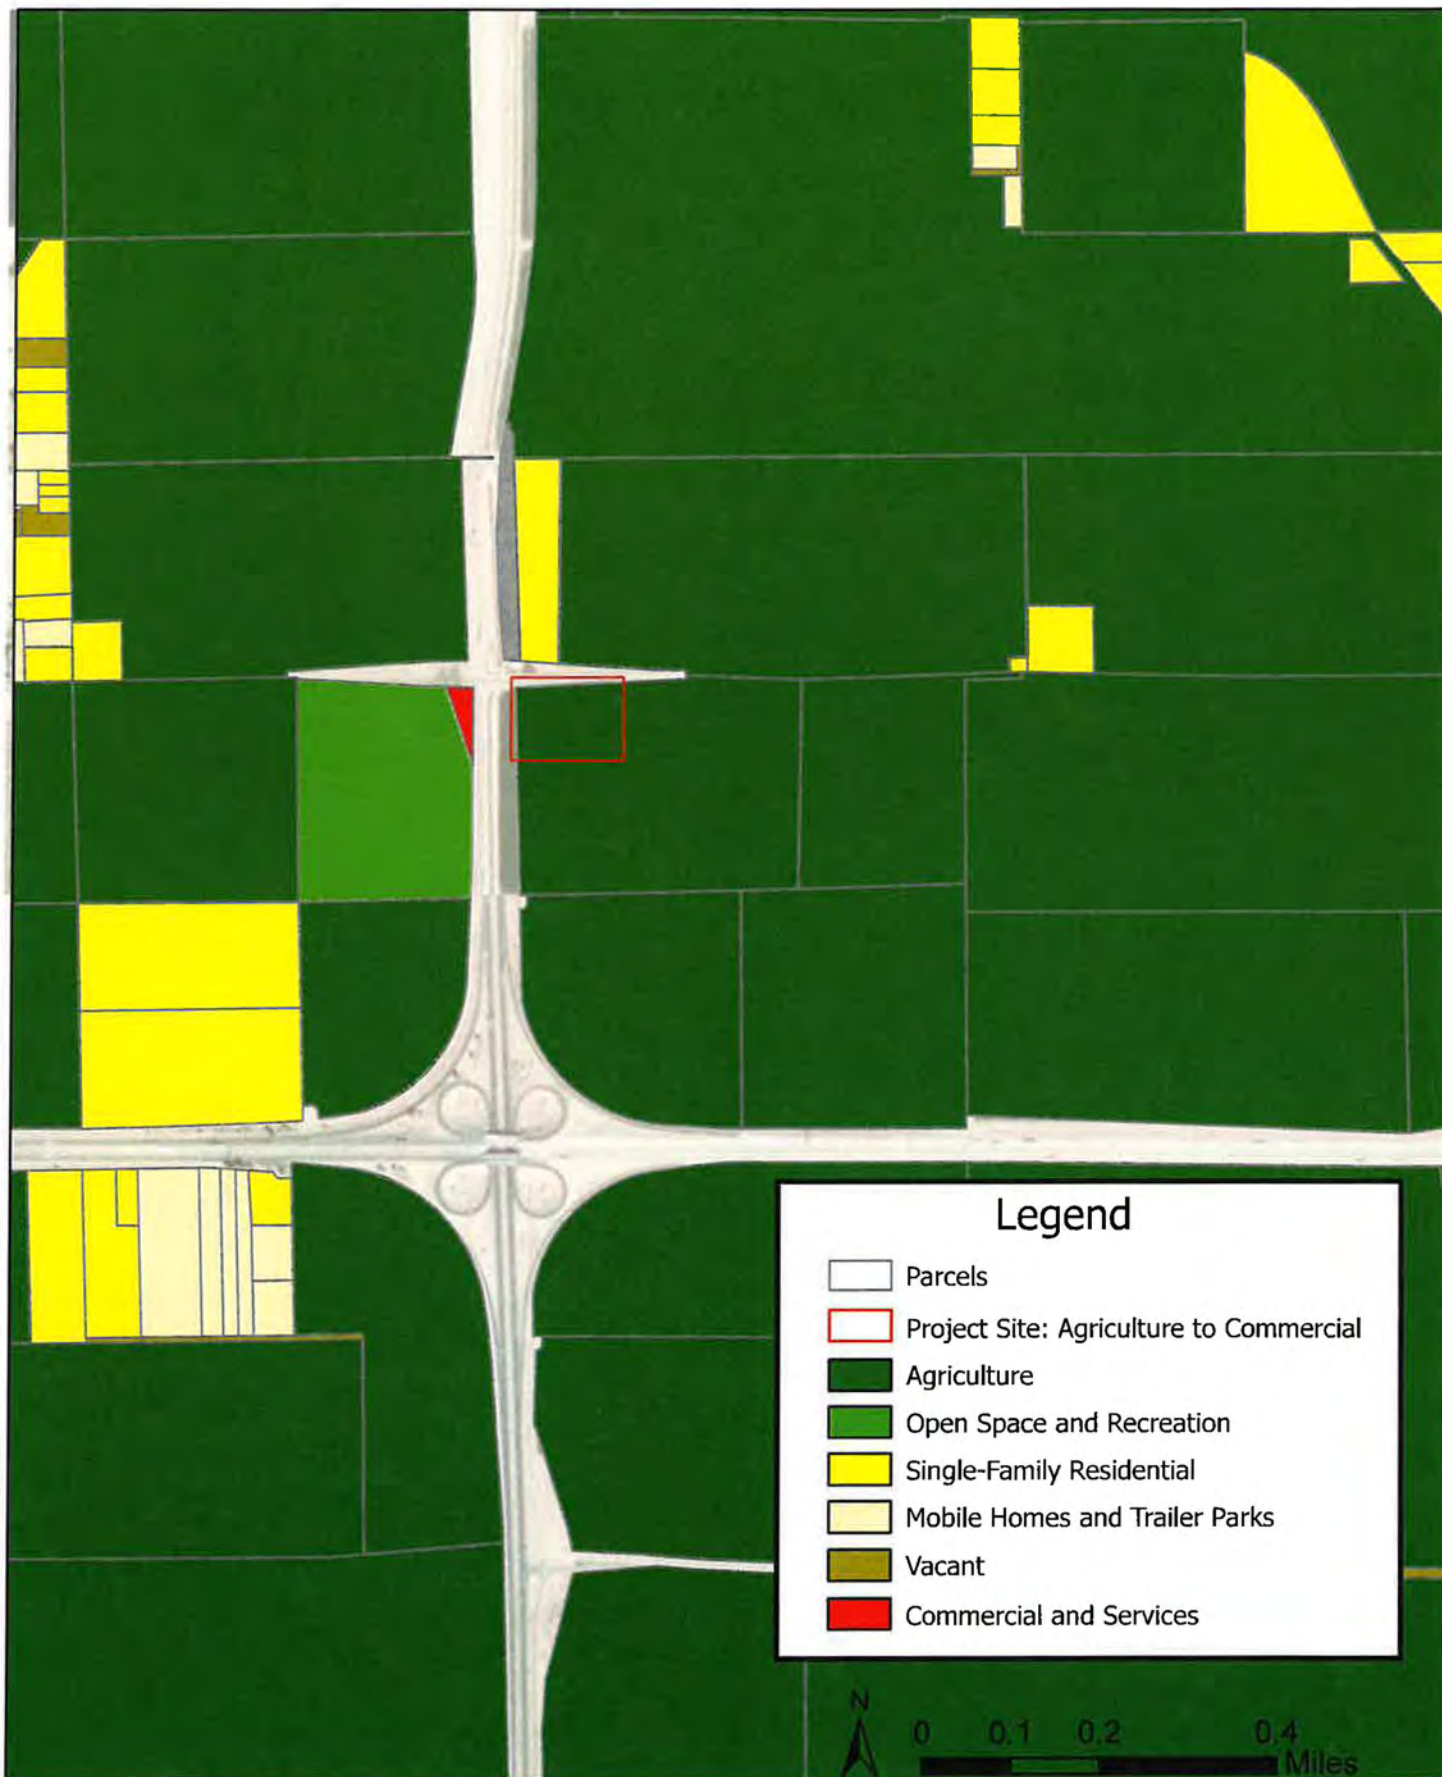 Legend
Parcels
Project Site: Agriculture to Commercial
Agriculture
Open Space and Recreation
Single-Family Residential
Mobile Homes and Trailer Parks
Vacant
Commercial and Services
N
0 0.1 0.2 0.4
Miles